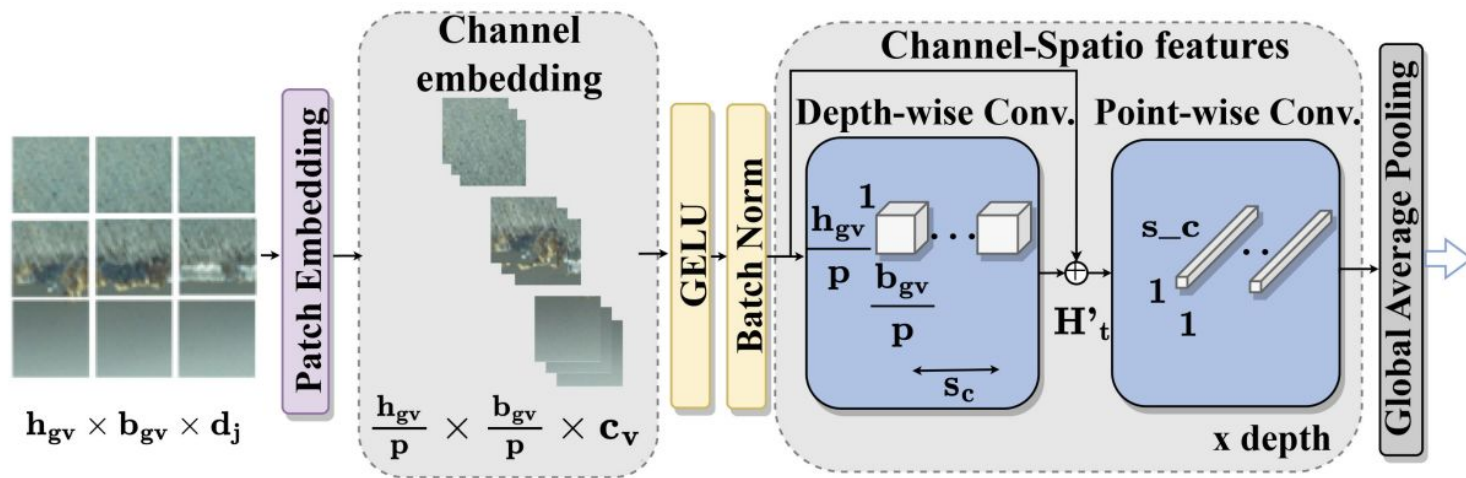 h_gv × b_gv × d_j
Patch Embedding
Channel
embedding
h_gv/p × b_gv/p × c_v
GELU
Batch Norm
Channel-Spatio features
Depth-wise Conv.
1
h_gv/p
...
b_gv/p
s_c
H'_t
Point-wise Conv.
s_c
..
1
1
x depth
Global Average Pooling